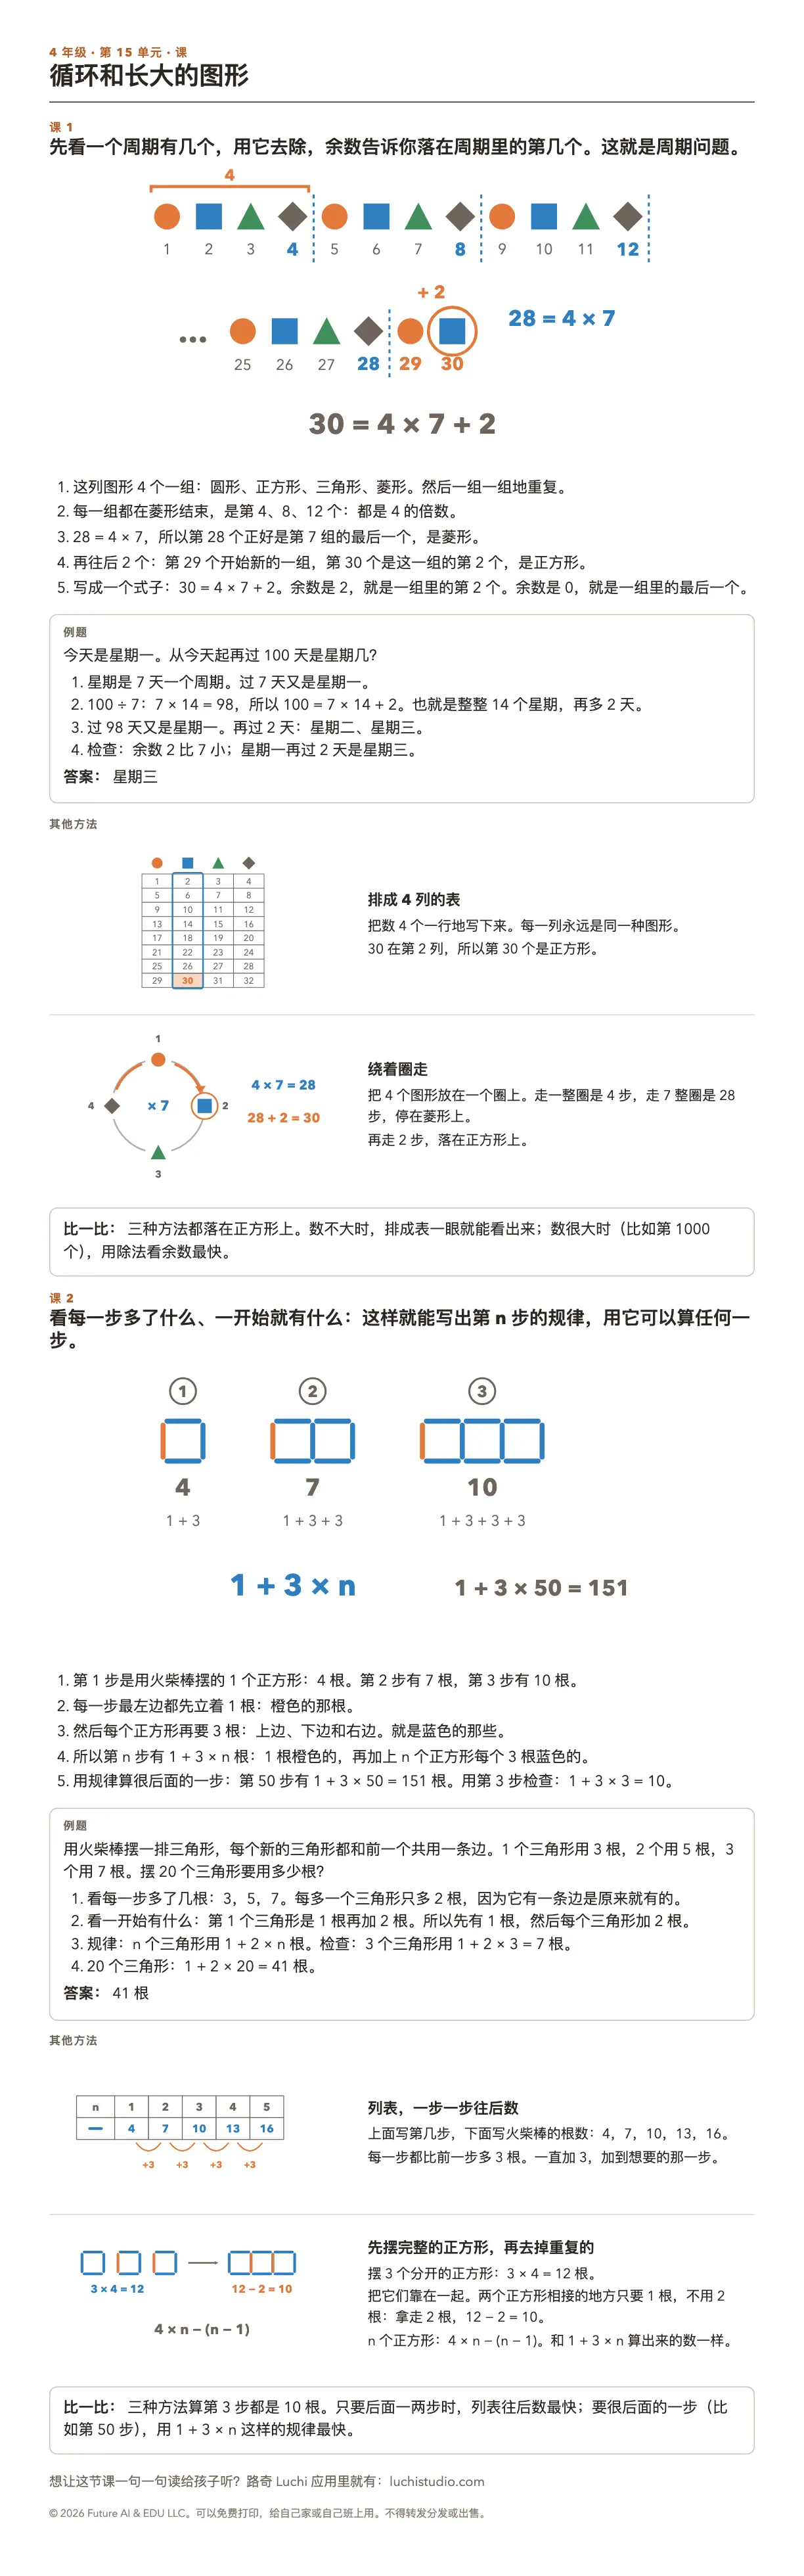 4 年级 · 第 15 单元 · 课
循环和长大的图形
课 1
先看一个周期有几个，用它去除，余数告诉你落在周期里的第几个。这就是周期问题。
4
1 2 3 4 5 6 7 8 9 10 11 12
+ 2
28 = 4 × 7
25 26 27 28 29 30
30 = 4 × 7 + 2
1. 这列图形 4 个一组：圆形、正方形、三角形、菱形。然后一组一组地重复。
2. 每一组都在菱形结束，是第 4、8、12 个：都是 4 的倍数。
3. 28 = 4 × 7，所以第 28 个正好是第 7 组的最后一个，是菱形。
4. 再往后 2 个：第 29 个开始新的一组，第 30 个是这一组的第 2 个，是正方形。
5. 写成一个式子：30 = 4 × 7 + 2。余数是 2，就是一组里的第 2 个。余数是 0，就是一组里的最后一个。
例题
今天是星期一。从今天起再过 100 天是星期几？
1. 星期是 7 天一个周期。过 7 天又是星期一。
2. 100 ÷ 7：7 × 14 = 98，所以 100 = 7 × 14 + 2。也就是整整 14 个星期，再多 2 天。
3. 过 98 天又是星期一。再过 2 天：星期二、星期三。
4. 检查：余数 2 比 7 小；星期一再过 2 天是星期三。
答案： 星期三
其他方法
1 2 3 4
5 6 7 8
9 10 11 12
13 14 15 16
17 18 19 20
21 22 23 24
25 26 27 28
29 30 31 32
排成 4 列的表
把数 4 个一行地写下来。每一列永远是同一种图形。
30 在第 2 列，所以第 30 个是正方形。
1
4 × 7 2
3
4 × 7 = 28
28 + 2 = 30
绕着圈走
把 4 个图形放在一个圈上。走一整圈是 4 步，走 7 整圈是 28
步，停在菱形上。
再走 2 步，落在正方形上。
比一比： 三种方法都落在正方形上。数不大时，排成表一眼就能看出来；数很大时（比如第 1000
个），用除法看余数最快。
课 2
看每一步多了什么、一开始就有什么：这样就能写出第 n 步的规律，用它可以算任何一
步。
1 2 3
4 7 10
1 + 3 1 + 3 + 3 1 + 3 + 3 + 3
1 + 3 × n 1 + 3 × 50 = 151
1. 第 1 步是用火柴棒摆的 1 个正方形：4 根。第 2 步有 7 根，第 3 步有 10 根。
2. 每一步最左边都先立着 1 根：橙色的那根。
3. 然后每个正方形再要 3 根：上边、下边和右边。就是蓝色的那些。
4. 所以第 n 步有 1 + 3 × n 根：1 根橙色的，再加上 n 个正方形每个 3 根蓝色的。
5. 用规律算很后面的一步：第 50 步有 1 + 3 × 50 = 151 根。用第 3 步检查：1 + 3 × 3 = 10。
例题
用火柴棒摆一排三角形，每个新的三角形都和前一个共用一条边。1 个三角形用 3 根，2 个用 5 根，3
个用 7 根。摆 20 个三角形要用多少根？
1. 看每一步多了几根：3，5，7。每多一个三角形只多 2 根，因为它有一条边是原来就有的。
2. 看一开始有什么：第 1 个三角形是 1 根再加 2 根。所以先有 1 根，然后每个三角形加 2 根。
3. 规律：n 个三角形用 1 + 2 × n 根。检查：3 个三角形用 1 + 2 × 3 = 7 根。
4. 20 个三角形：1 + 2 × 20 = 41 根。
答案： 41 根
其他方法
n 1 2 3 4 5
4 7 10 13 16
+3 +3 +3 +3
列表，一步一步往后数
上面写第几步，下面写火柴棒的根数：4，7，10，13，16。
每一步都比前一步多 3 根。一直加 3，加到想要的那一步。
3 × 4 = 12 12 − 2 = 10
4 × n − (n − 1)
先摆完整的正方形，再去掉重复的
摆 3 个分开的正方形：3 × 4 = 12 根。
把它们靠在一起。两个正方形相接的地方只要 1 根，不用 2
根：拿走 2 根，12 − 2 = 10。
n 个正方形：4 × n − (n − 1)。和 1 + 3 × n 算出来的数一样。
比一比： 三种方法算第 3 步都是 10 根。只要后面一两步时，列表往后数最快；要很后面的一步（比
如第 50 步），用 1 + 3 × n 这样的规律最快。
想让这节课一句一句读给孩子听？路奇 Luchi 应用里就有：luchistudio.com
© 2026 Future AI & EDU LLC。可以免费打印，给自己家或自己班上用。不得转发分发或出售。